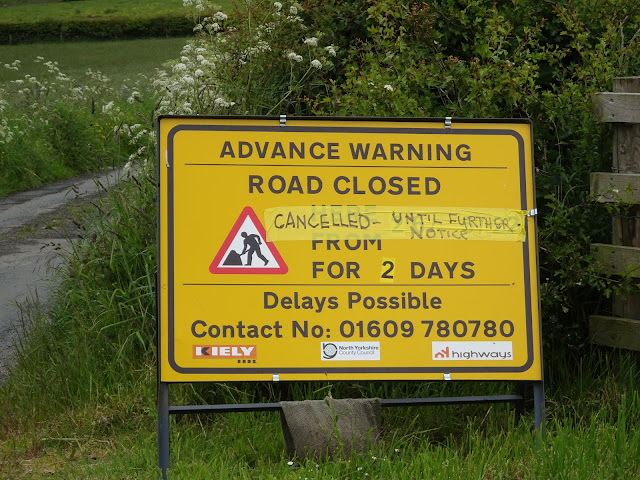 ADVANCE WARNING
ROAD CLOSED
HERE
CANCELLED UNTIL FURTHER
NOTICE
FROM
FOR 2 DAYS
Delays Possible
Contact No: 01609 780780
KIELY
North Yorkshire
County Council
highways